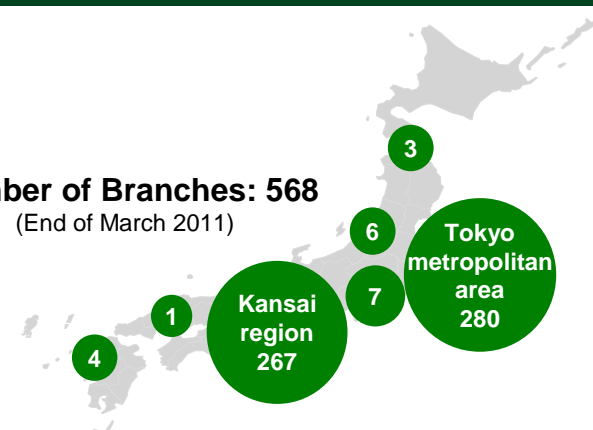 ber of Branches: 568
(End of March 2011)
3
6
Tokyo
metropolitan
area
280
7
Kansai
region
267
1
4